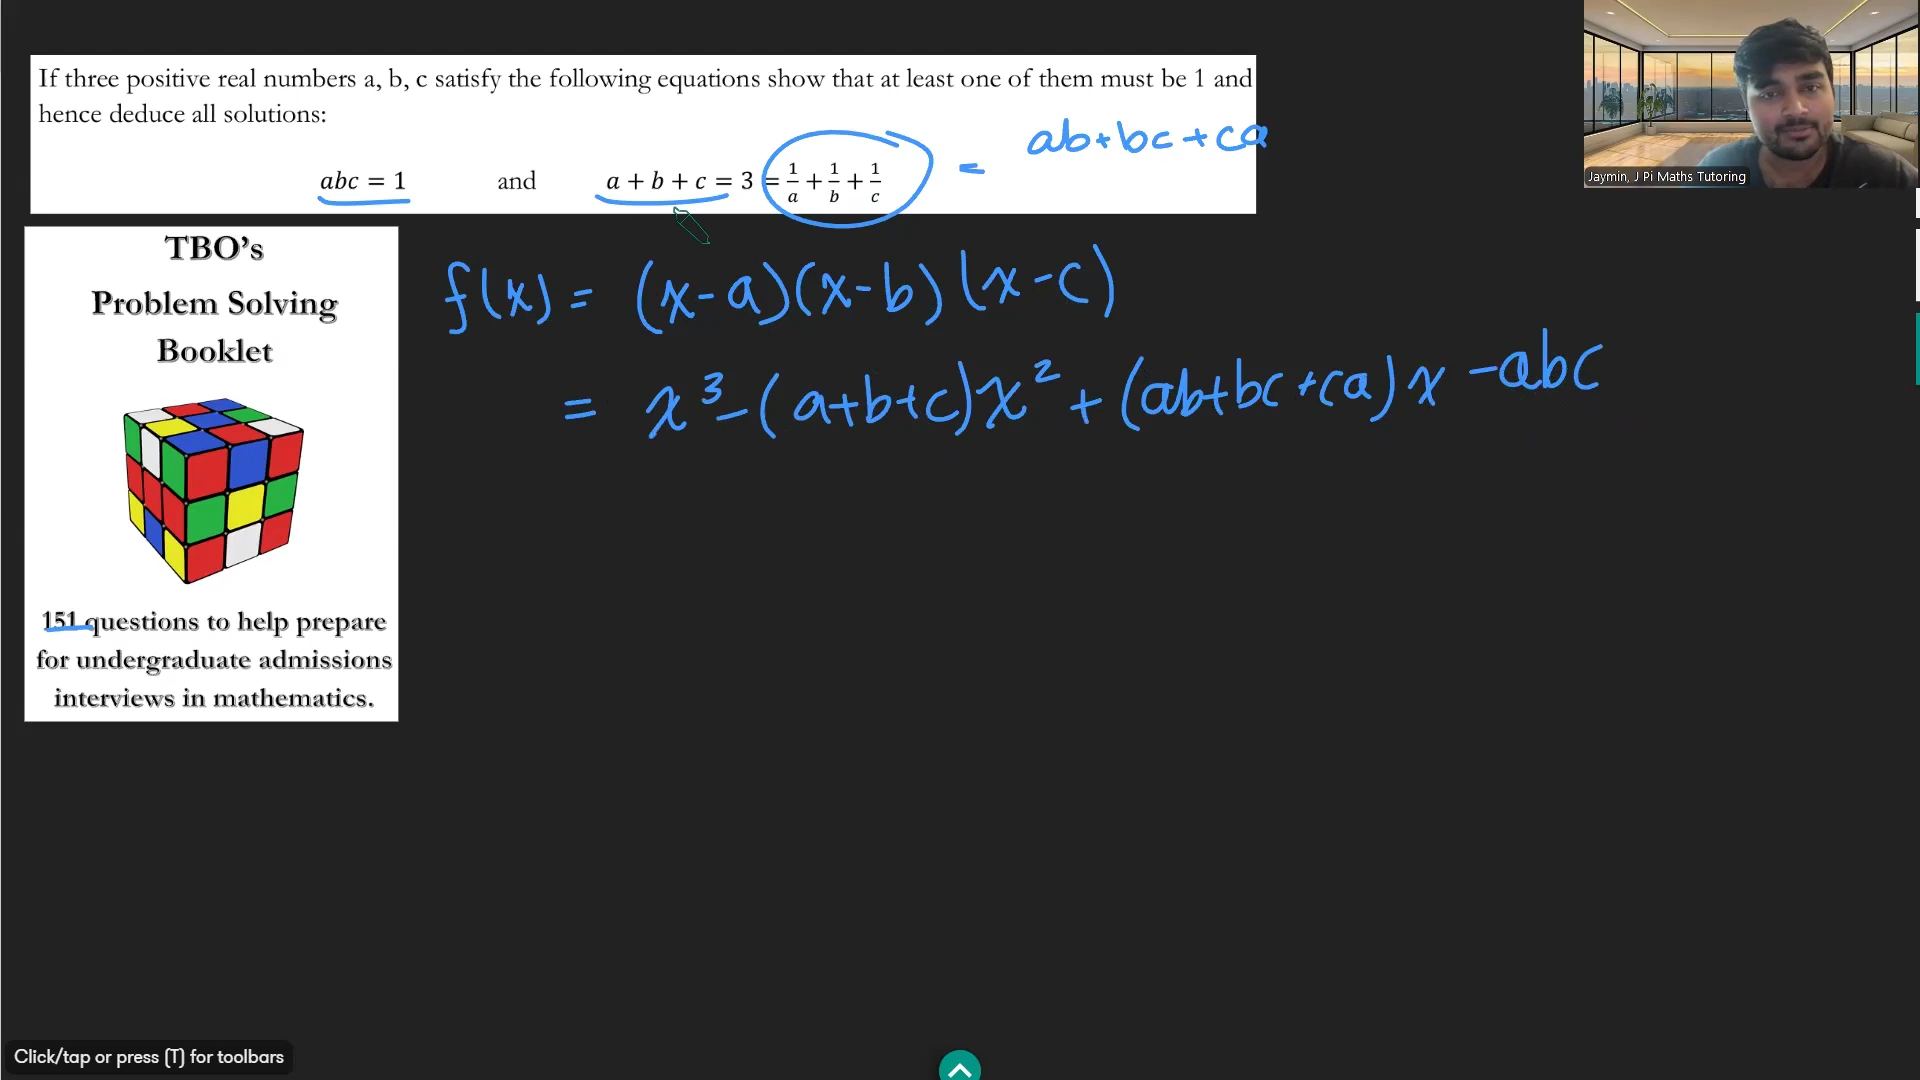 If three positive real numbers a, b, c satisfy the following equations show that at least one of them must be 1 and
hence deduce all solutions:
abc = 1 and a + b + c = 3 = 1/a + 1/b + 1/c
= ab+bc+ca
Jaymin, J Pi Maths Tutoring
TBO's
Problem Solving
Booklet
151 questions to help prepare
for undergraduate admissions
interviews in mathematics.
f(x) = (x-a)(x-b)(x-c)
= x³-(a+b+c)x²+(ab+bc+ca)x-abc
Click/tap or press (T) for toolbars